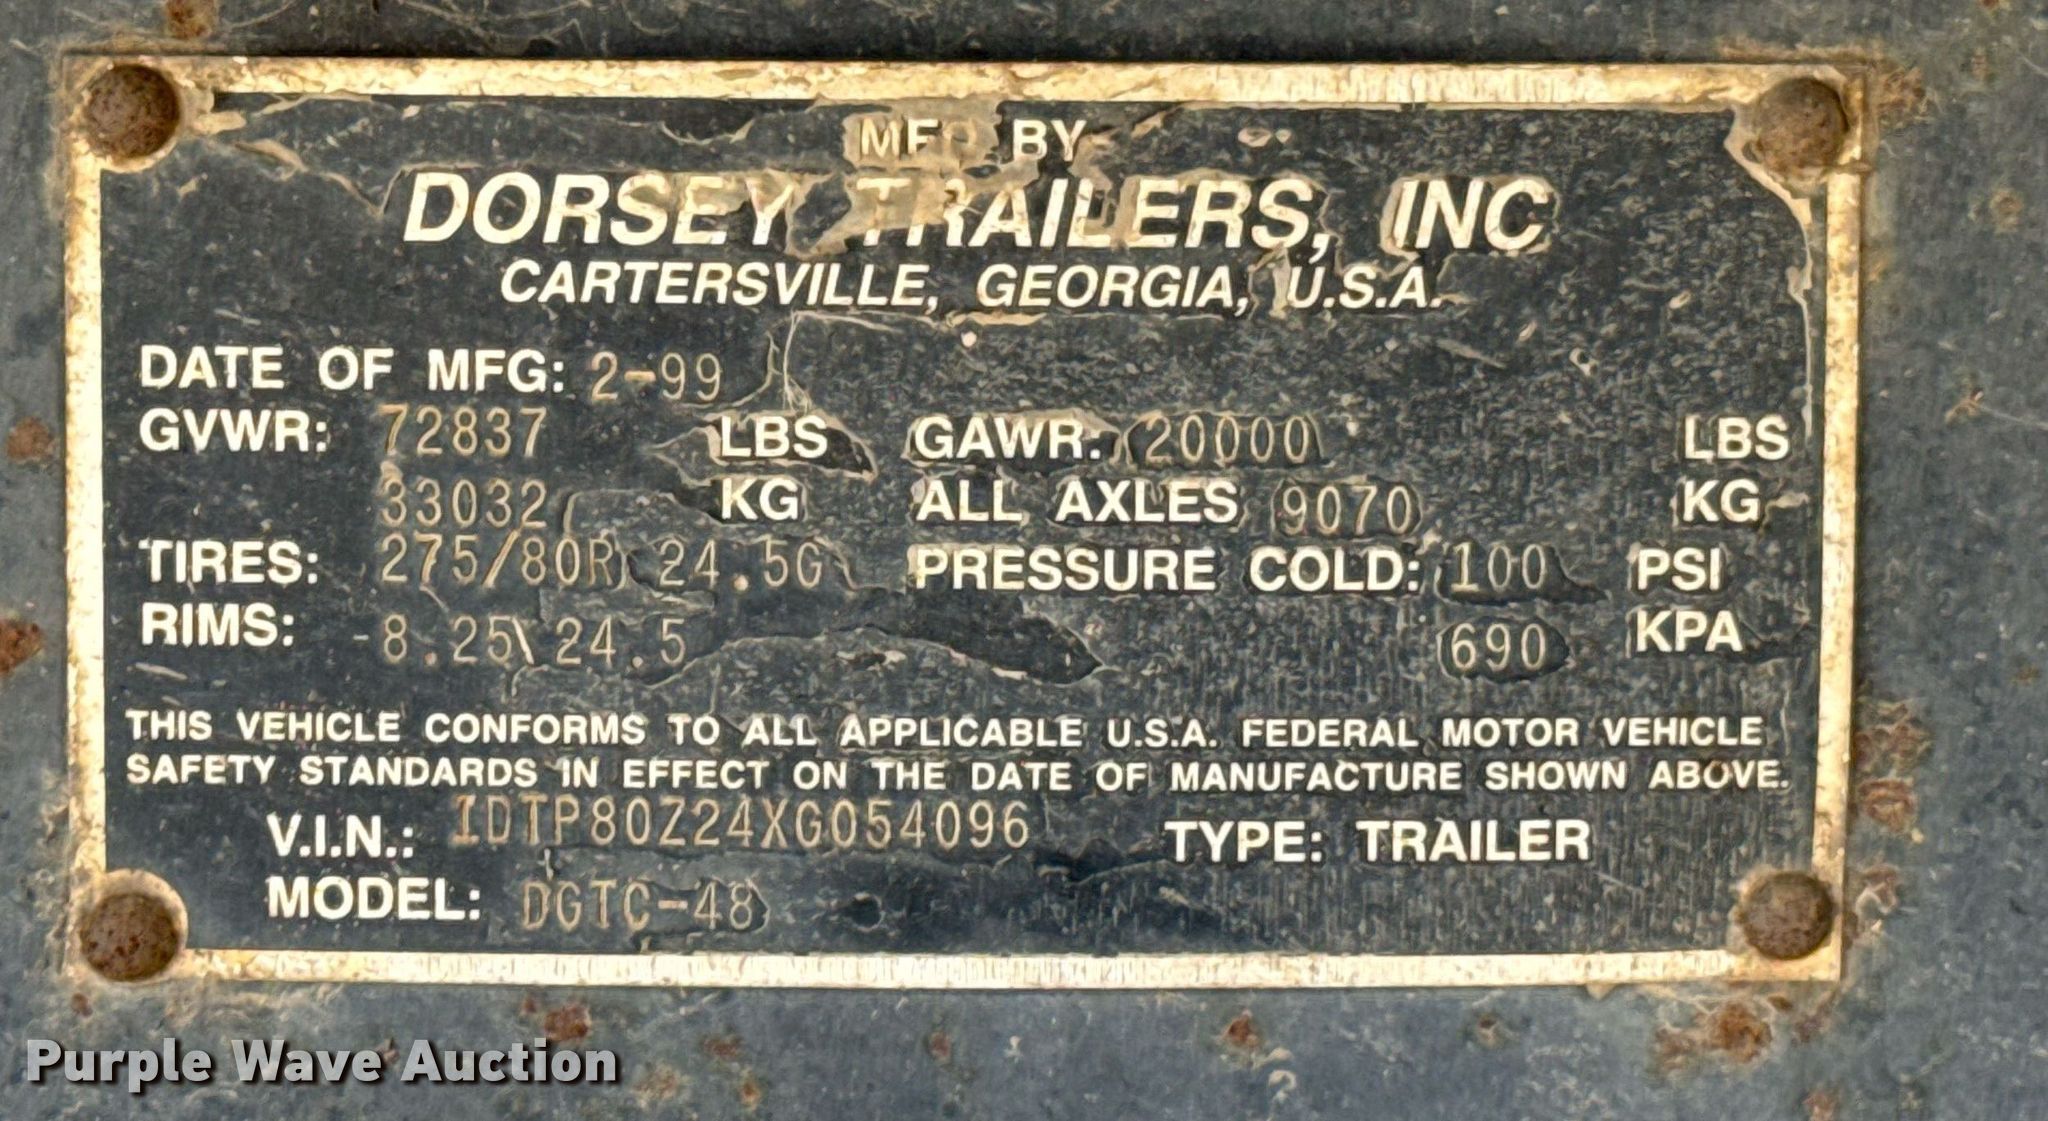 MFG BY
DORSEY TRAILERS, INC
CARTERSVILLE, GEORGIA, U.S.A.
DATE OF MFG: 2-99
GVWR: 72837 LBS GAWR: 20000 LBS
33032 KG ALL AXLES 9070 KG
TIRES: 275/80R 24.5G PRESSURE COLD: 100 PSI
RIMS: 8.25\24.5 690 KPA
THIS VEHICLE CONFORMS TO ALL APPLICABLE U.S.A. FEDERAL MOTOR VEHICLE
SAFETY STANDARDS IN EFFECT ON THE DATE OF MANUFACTURE SHOWN ABOVE.
V.I.N.: 1DTP80Z24XG054096 TYPE: TRAILER
MODEL: DGTC-48
Purple Wave Auction